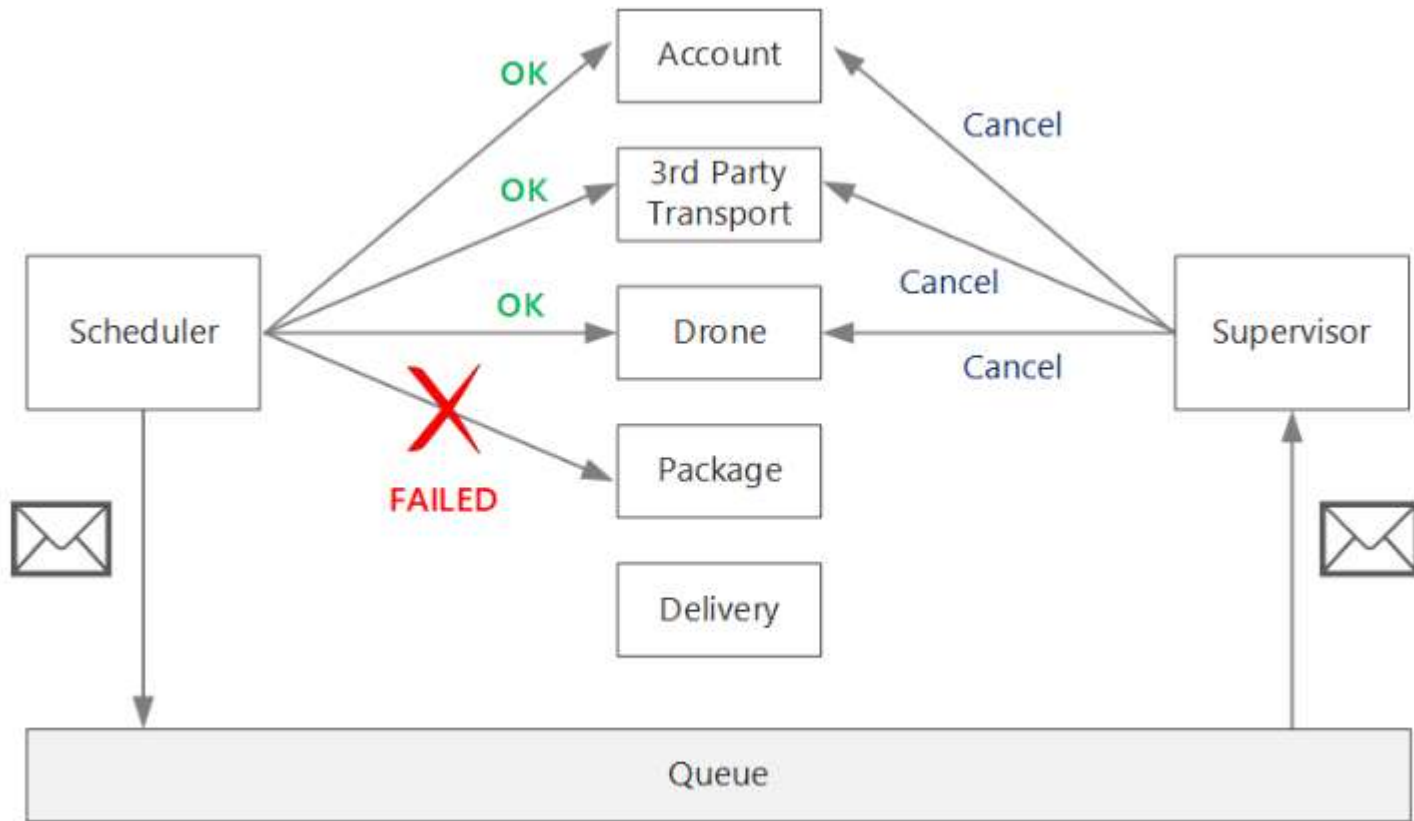 Account
OK
Cancel
3rd Party
Transport
OK
Cancel
Scheduler
OK
Drone
Supervisor
Cancel
Package
FAILED
Delivery
Queue